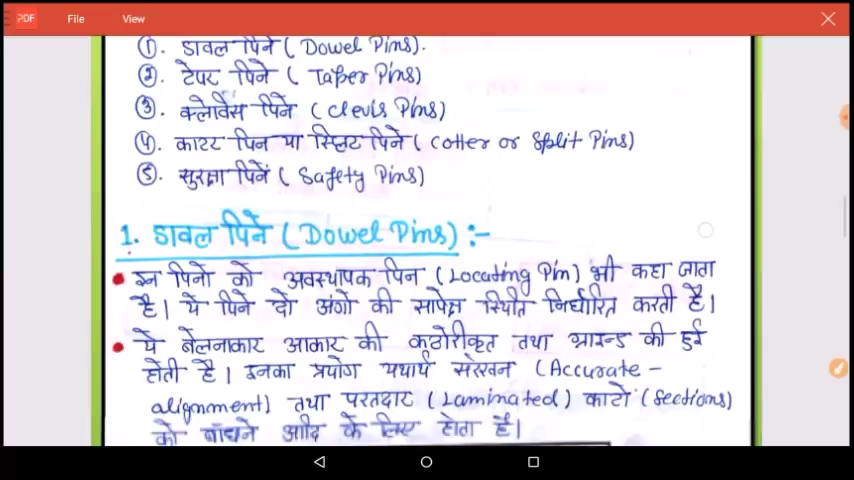 PDF File View
①. डावल पिनें ( Dowel Pins).
②. टेपर पिनें ( Taper Pins)
③. क्लेविस पिनें (Clevis Pins)
④. काटर पिन या स्प्लिट पिनें ( Cotter or Split Pins)
⑤. सुरक्षा पिनें ( Safety Pins)
1. डावल पिनें ( Dowel Pins) :-
इन पिनों को अवस्थापक पिन (Locating Pin) भी कहा जाता
है। ये पिनें दो अंगो की सापेक्ष स्थिति निर्धारित करती है।
ये बेलनाकार आकार की कठोरीकृत तथा ग्राइन्ड की हुई
होती है। इनका प्रयोग यथार्थ संरेखन (Accurate-
alignment) तथा परतदार (Laminated) काटो (Sections)
को बाँधने आदि के लिए होता है।